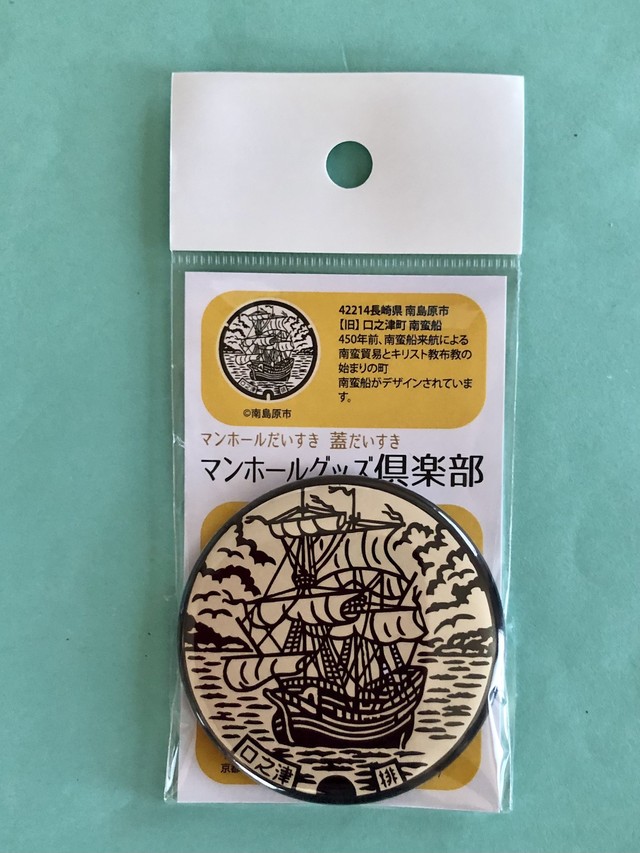 42214長崎県 南島原市
【旧】口之津町 南蛮船
450年前、南蛮船来航による
南蛮貿易とキリスト教布教の
始まりの町
南蛮船がデザインされていま
す。
口之津
©南島原市
マンホールだいすき 蓋だいすき
マンホールグッズ倶楽部
口之津
排
京都